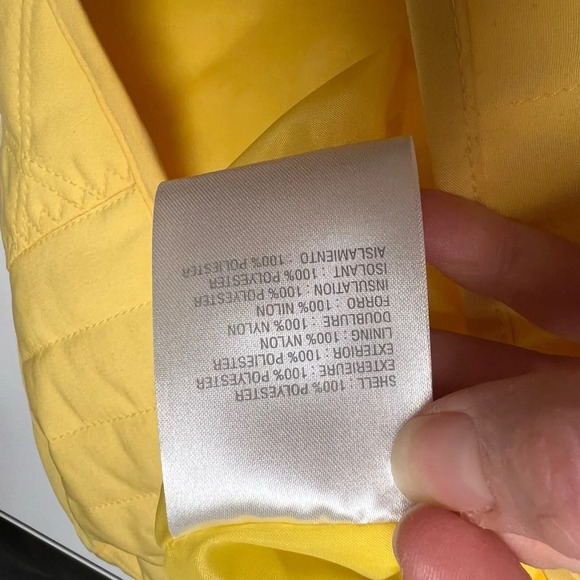 SHELL : 100% POLYESTER
EXTERIEURE : 100% POLYESTER
EXTERIOR : 100% POLIESTER
LINING : 100% NYLON
DOUBLURE : 100% NYLON
FORRO : 100% NILON
INSULATION : 100% POLYESTER
ISOLANT : 100% POLYESTER
AISLAMIENTO : 100% POLIESTER